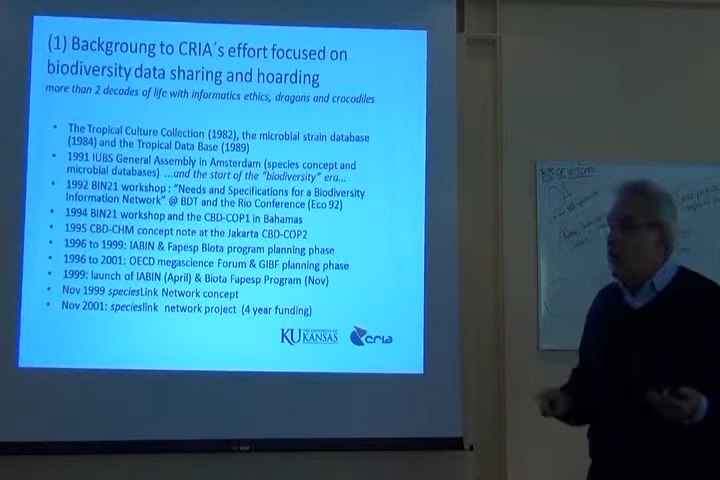 (1) Backgroung to CRIA´s effort focused on
biodiversity data sharing and hoarding
more than 2 decades of life with informatics ethics, dragons and crocodiles
• The Tropical Culture Collection (1982), the microbial strain database
(1984) and the Tropical Data Base (1989)
• 1991 IUBS General Assembly in Amsterdam (species concept and
microbial databases) ...and the start of the "biodiversity" era...
• 1992 BIN21 workshop : "Needs and Specifications for a Biodiversity
Information Network" @ BDT and the Rio Conference (Eco 92)
• 1994 BIN21 workshop and the CBD-COP1 in Bahamas
• 1995 CBD-CHM concept note at the Jakarta CBD-COP2
• 1996 to 1999: IABIN & Fapesp Biota program planning phase
• 1996 to 2001: OECD megascience Forum & GIBF planning phase
• 1999: launch of IABIN (April) & Biota Fapesp Program (Nov)
• Nov 1999 speciesLink Network concept
• Nov 2001: specieslink network project (4 year funding)
KU THE UNIVERSITY OF KANSAS cria
BITS OF WISDOM